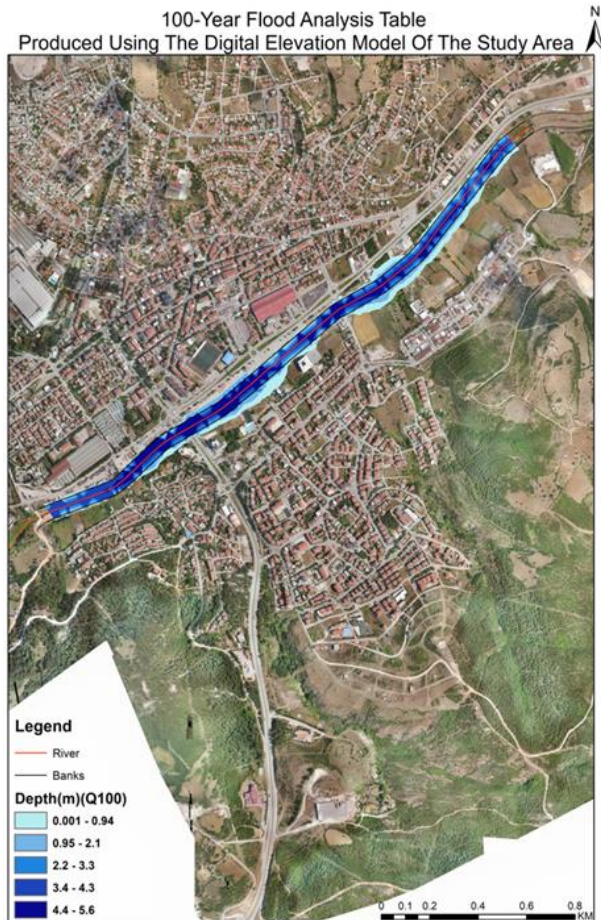 100-Year Flood Analysis Table
Produced Using The Digital Elevation Model Of The Study Area
N
Legend
River
Banks
Depth(m)(Q100)
0.001 - 0.94
0.95 - 2.1
2.2 - 3.3
3.4 - 4.3
4.4 - 5.6
0 0.1 0.2 0.4 0.6 0.8
KM